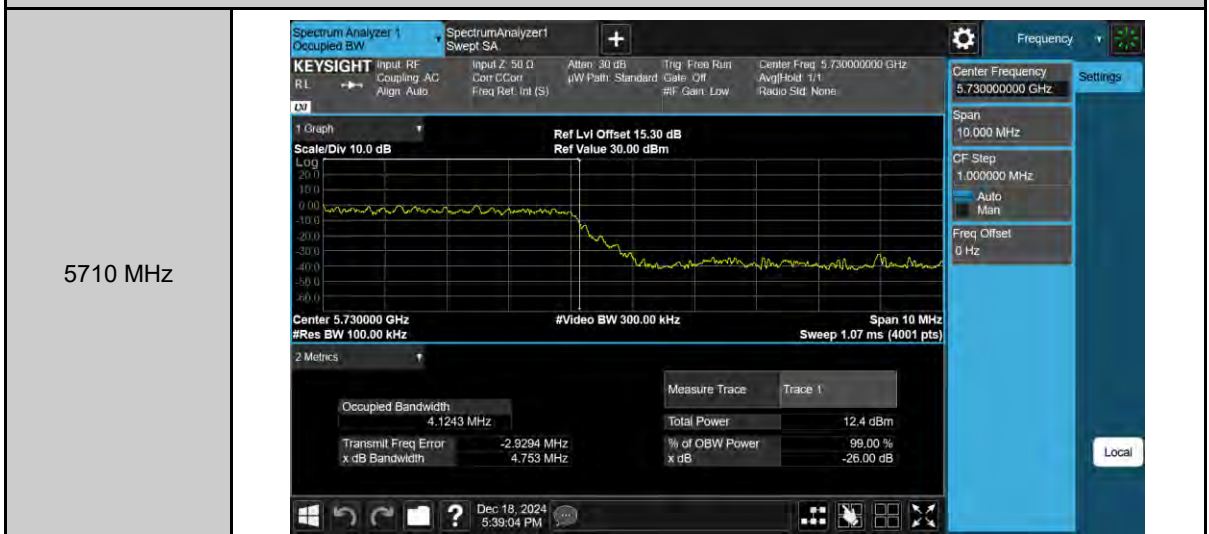 5710 MHz
Spectrum Analyzer 1
Occupied BW
SpectrumAnalyzer1
Swept SA
Frequency
KEYSIGHT
RL
LXI
Input: RF
Coupling: AC
Align: Auto
Input Z: 50 Ω
Corr CCorr
Freq Ref: Int (S)
Atten: 30 dB
µW Path: Standard
Trig: Free Run
Gate: Off
#IF Gain: Low
Center Freq: 5.730000000 GHz
Avg|Hold: 1/1
Radio Std: None
Center Frequency
5.730000000 GHz
Settings
Span
10.000 MHz
CF Step
1.000000 MHz
Auto
Man
Freq Offset
0 Hz
Local
1 Graph
Scale/Div 10.0 dB
Ref Lvl Offset 15.30 dB
Ref Value 30.00 dBm
Log
20.0
10.0
0.00
-10.0
-20.0
-30.0
-40.0
-50.0
-60.0
Center 5.730000 GHz
#Res BW 100.00 kHz
#Video BW 300.00 kHz
Span 10 MHz
Sweep 1.07 ms (4001 pts)
2 Metrics
Measure Trace Trace 1
Occupied Bandwidth
4.1243 MHz
Total Power 12.4 dBm
Transmit Freq Error -2.9294 MHz
% of OBW Power 99.00 %
x dB Bandwidth 4.753 MHz
x dB -26.00 dB
?
Dec 18, 2024
5:39:04 PM